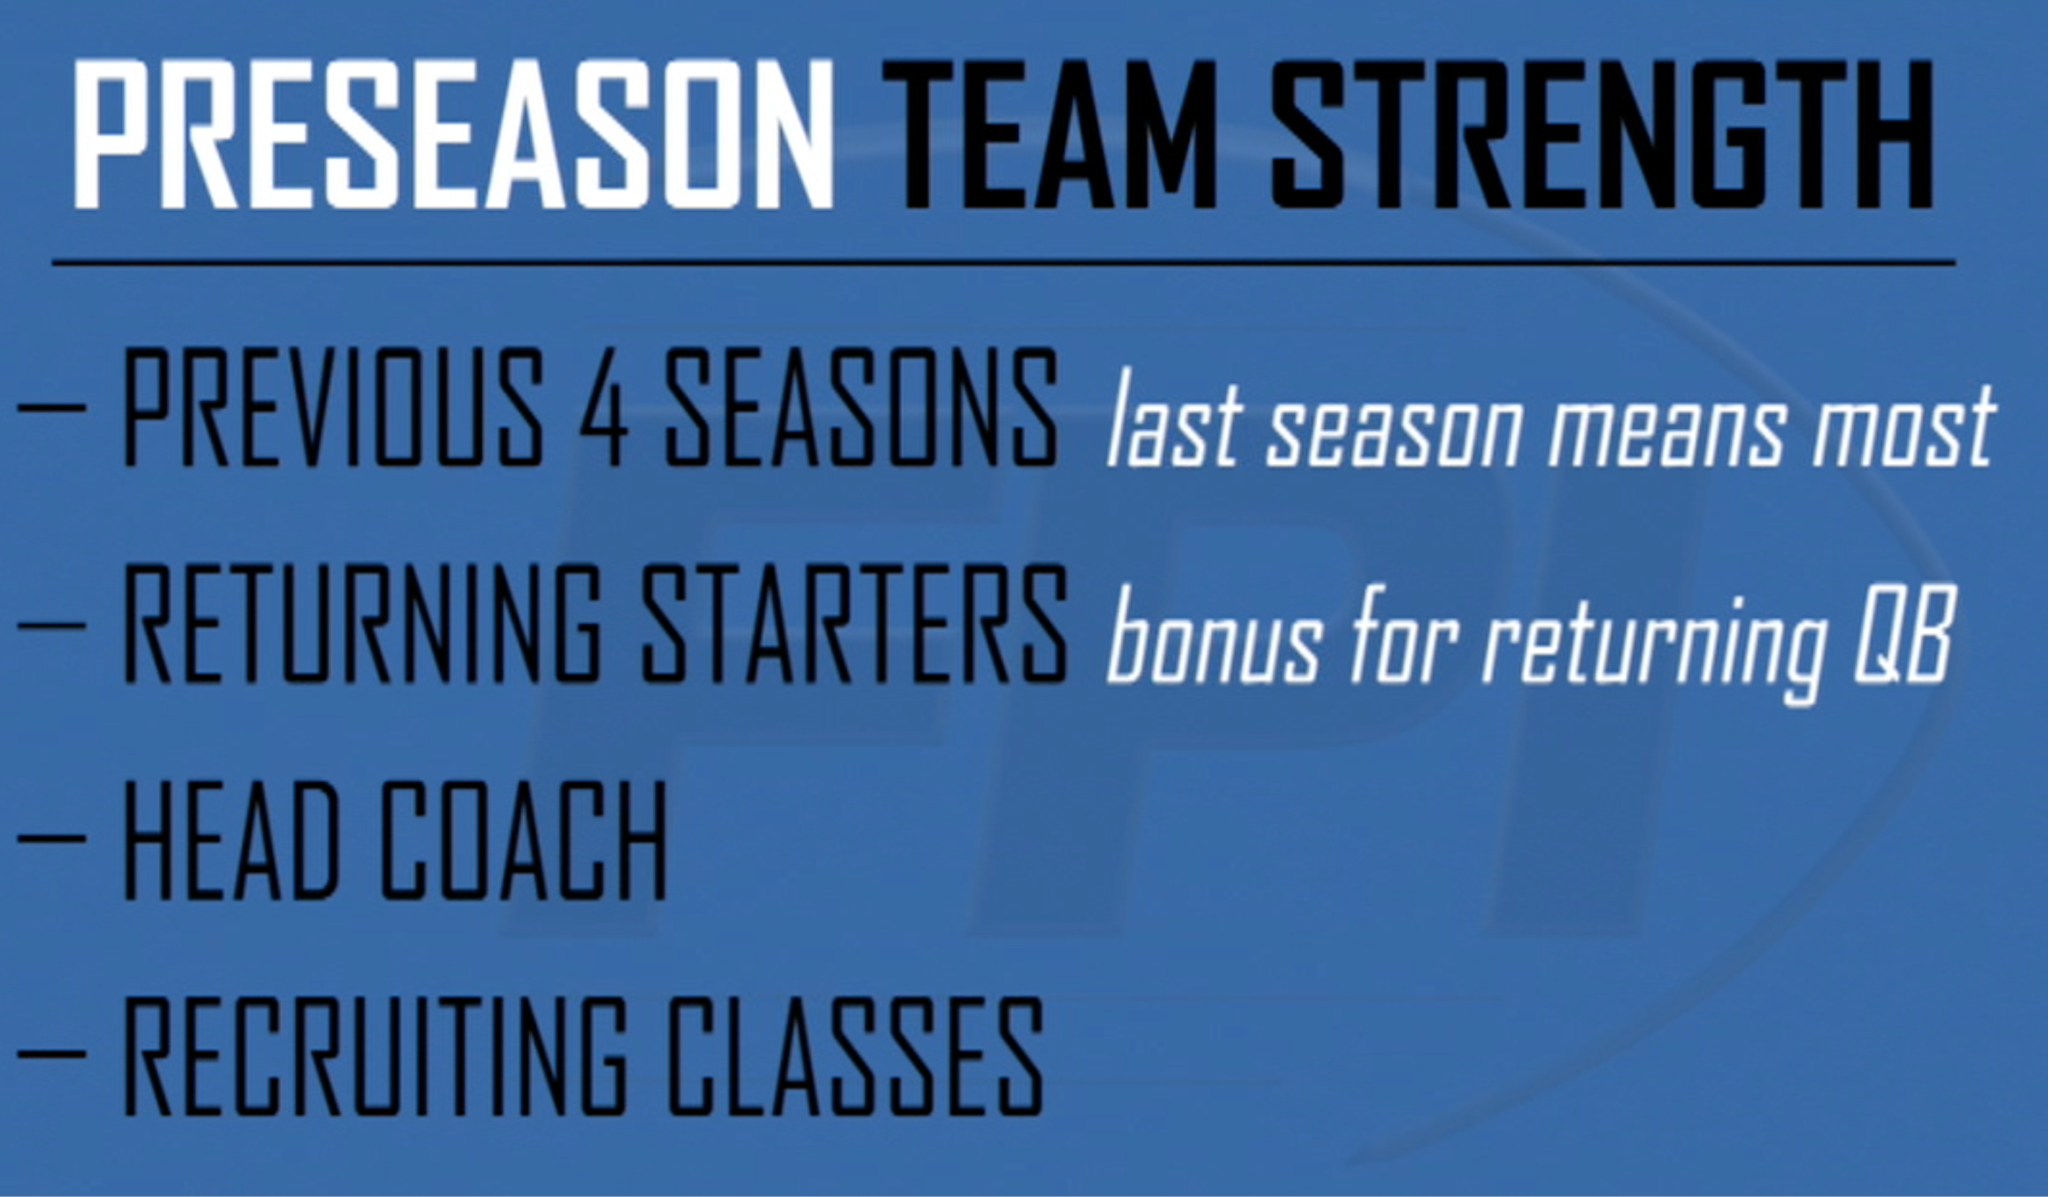 PRESEASON TEAM STRENGTH
— PREVIOUS 4 SEASONS last season means most
— RETURNING STARTERS bonus for returning QB
— HEAD COACH
— RECRUITING CLASSES
FPI